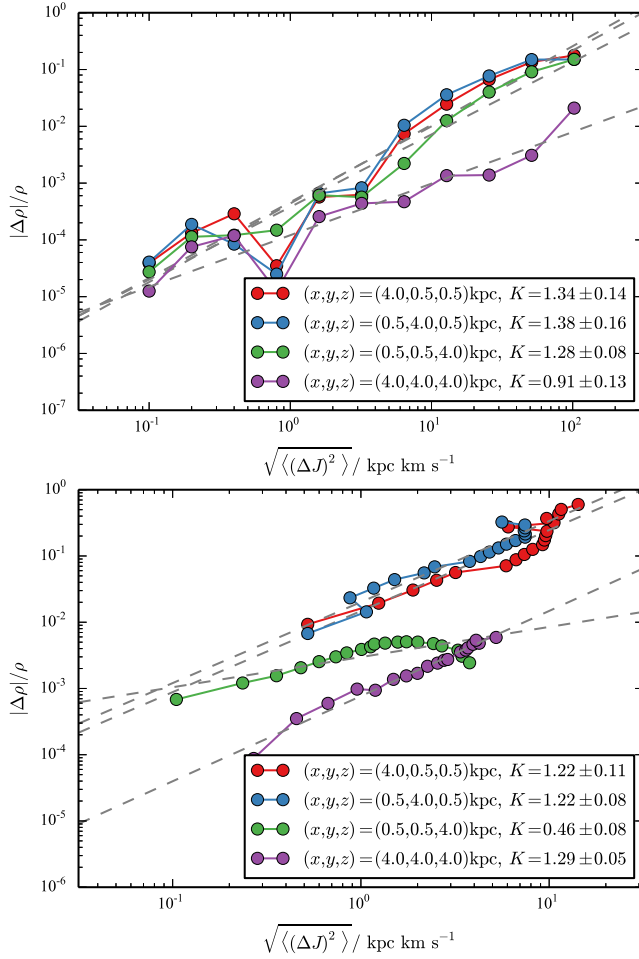 10^0
10^-1
10^-2
10^-3
10^-4
10^-5
10^-6
10^-7
|Δρ|/ρ
(x,y,z)=(4.0,0.5,0.5)kpc, K=1.34±0.14
(x,y,z)=(0.5,4.0,0.5)kpc, K=1.38±0.16
(x,y,z)=(0.5,0.5,4.0)kpc, K=1.28±0.08
(x,y,z)=(4.0,4.0,4.0)kpc, K=0.91±0.13
10^-1 10^0 10^1 10^2
√⟨(ΔJ)^2⟩/ kpc km s^-1
10^0
10^-1
10^-2
10^-3
10^-4
10^-5
10^-6
|Δρ|/ρ
(x,y,z)=(4.0,0.5,0.5)kpc, K=1.22±0.11
(x,y,z)=(0.5,4.0,0.5)kpc, K=1.22±0.08
(x,y,z)=(0.5,0.5,4.0)kpc, K=0.46±0.08
(x,y,z)=(4.0,4.0,4.0)kpc, K=1.29±0.05
10^-1 10^0 10^1
√⟨(ΔJ)^2⟩/ kpc km s^-1